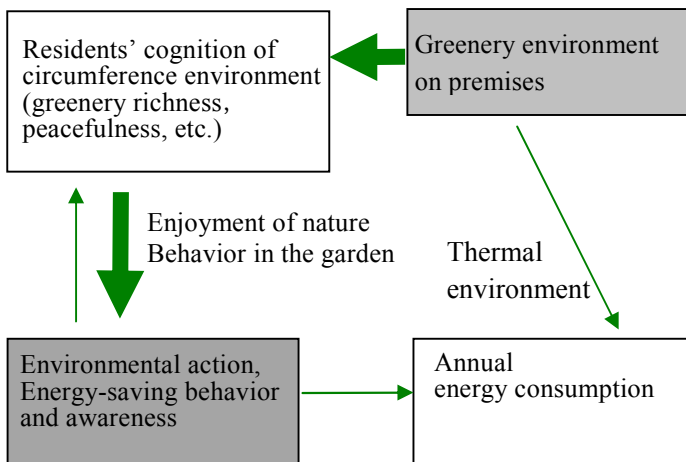 Residents’ cognition of
circumference environment
(greenery richness,
peacefulness, etc.)
Greenery environment
on premises
Enjoyment of nature
Behavior in the garden
Thermal
environment
Environmental action,
Energy-saving behavior
and awareness
Annual
energy consumption